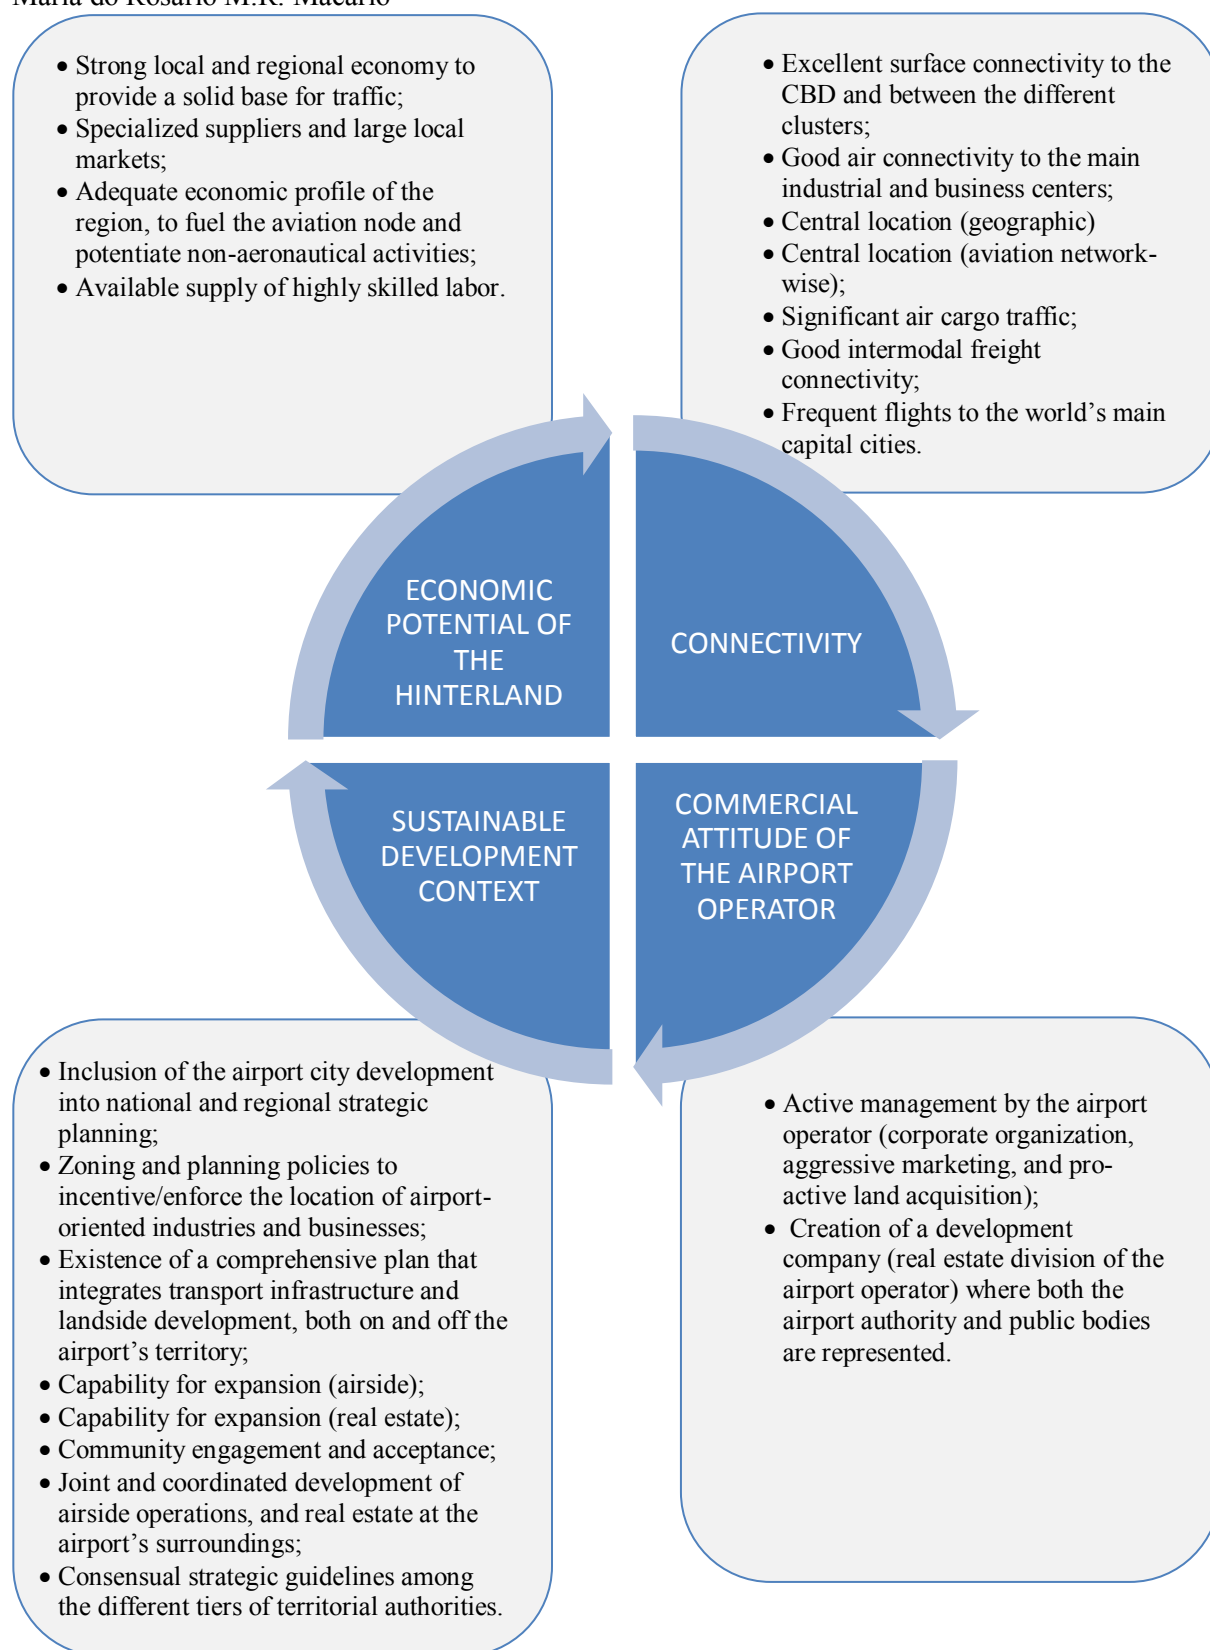 Maria do Rosário M.R. Macário
• Strong local and regional economy to
provide a solid base for traffic;
• Specialized suppliers and large local
markets;
• Adequate economic profile of the
region, to fuel the aviation node and
potentiate non-aeronautical activities;
• Available supply of highly skilled labor.
• Excellent surface connectivity to the
CBD and between the different
clusters;
• Good air connectivity to the main
industrial and business centers;
• Central location (geographic)
• Central location (aviation network-
wise);
• Significant air cargo traffic;
• Good intermodal freight
connectivity;
• Frequent flights to the world’s main
capital cities.
ECONOMIC
POTENTIAL OF
THE
HINTERLAND
CONNECTIVITY
SUSTAINABLE
DEVELOPMENT
CONTEXT
COMMERCIAL
ATTITUDE OF
THE AIRPORT
OPERATOR
• Inclusion of the airport city development
into national and regional strategic
planning;
• Zoning and planning policies to
incentive/enforce the location of airport-
oriented industries and businesses;
• Existence of a comprehensive plan that
integrates transport infrastructure and
landside development, both on and off the
airport’s territory;
• Capability for expansion (airside);
• Capability for expansion (real estate);
• Community engagement and acceptance;
• Joint and coordinated development of
airside operations, and real estate at the
airport’s surroundings;
• Consensual strategic guidelines among
the different tiers of territorial authorities.
• Active management by the airport
operator (corporate organization,
aggressive marketing, and pro-
active land acquisition);
• Creation of a development
company (real estate division of the
airport operator) where both the
airport authority and public bodies
are represented.